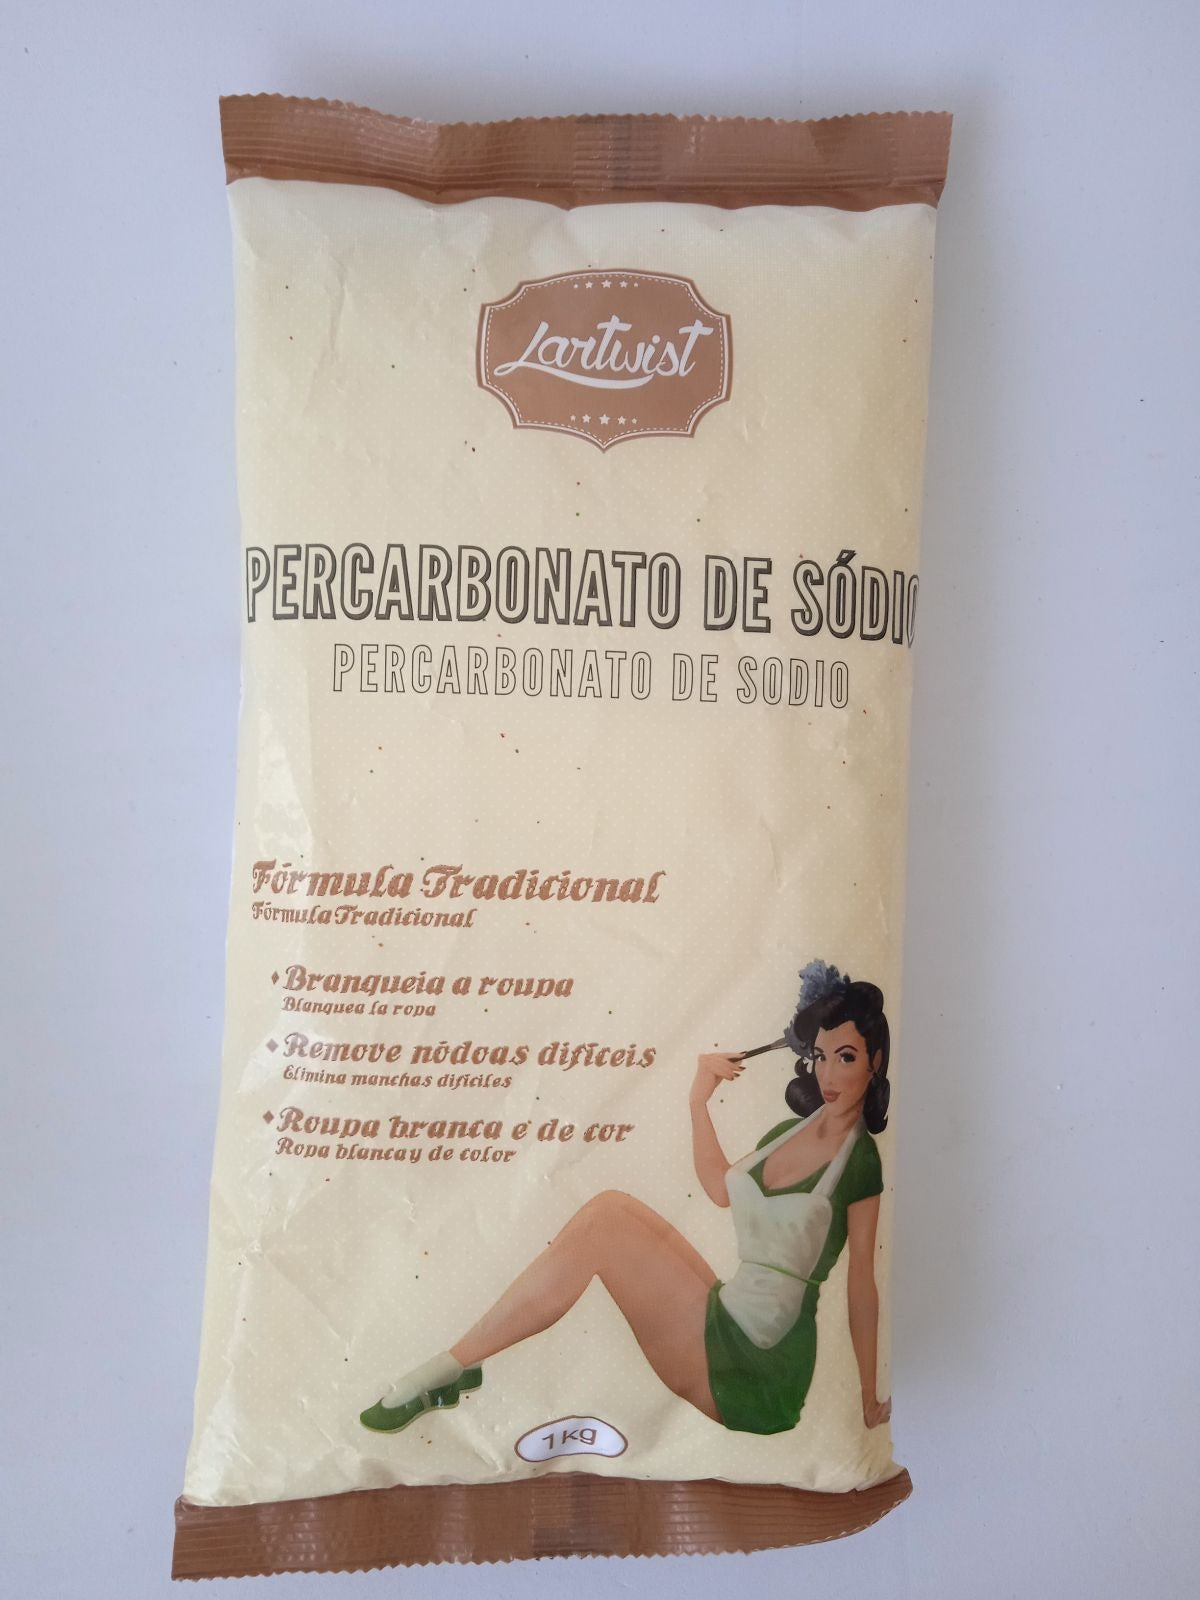 Lartwist
PERCARBONATO DE SÓDIO
PERCARBONATO DE SODIO
Fórmula Tradicional
Fórmula Tradicional
Branqueia a roupa
Blanquea la ropa
Remove nódoas difíceis
Elimina manchas difíciles
Roupa branca e de cor
Ropa blanca y de color
1kg